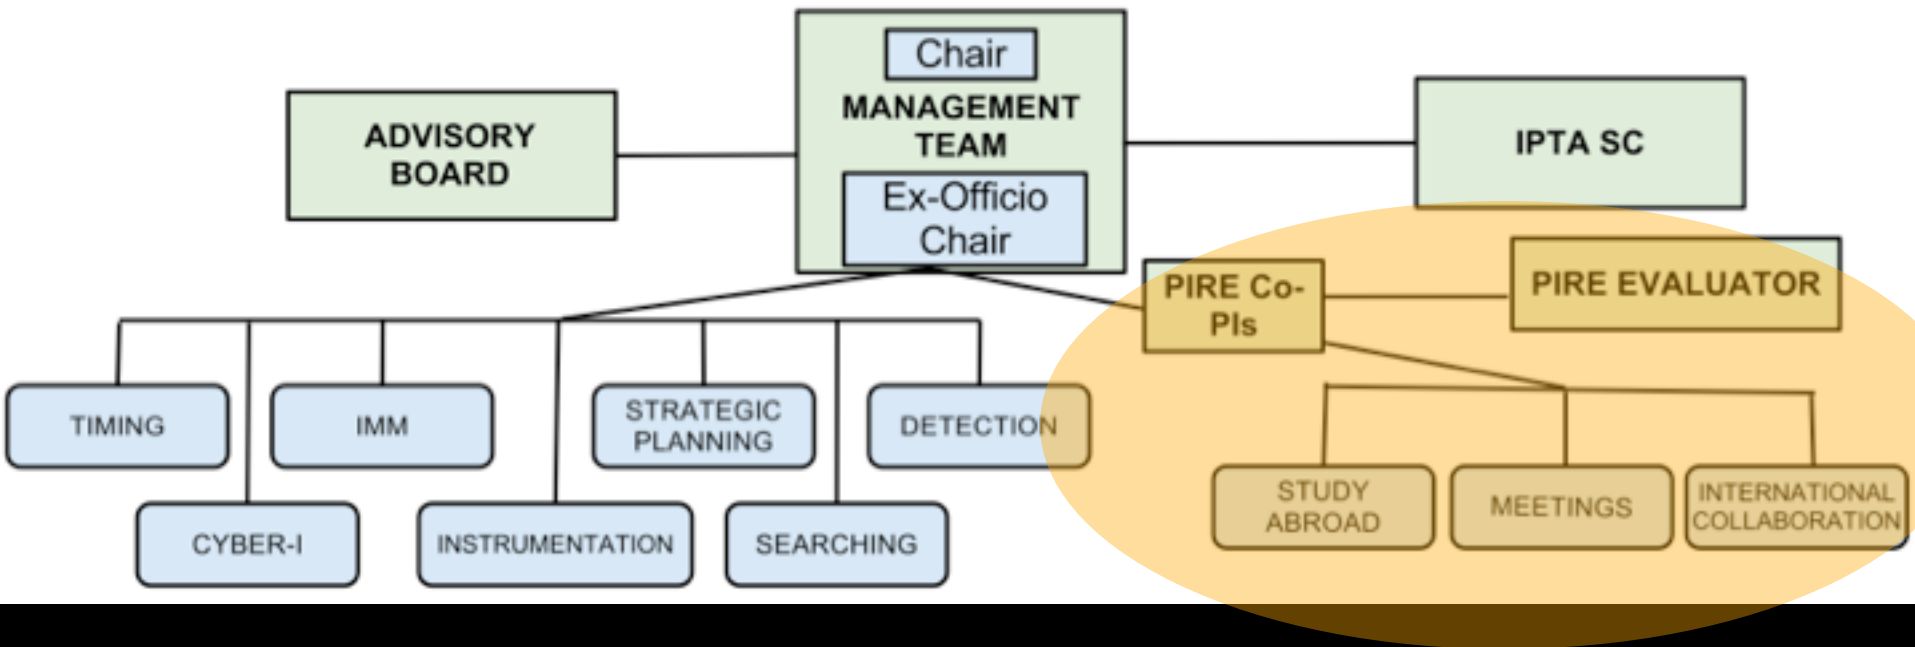 Chair
MANAGEMENT
TEAM
Ex-Officio
Chair
ADVISORY
BOARD
IPTA SC
PIRE Co-
PIs
PIRE EVALUATOR
TIMING
IMM
STRATEGIC
PLANNING
DETECTION
CYBER-I
INSTRUMENTATION
SEARCHING
STUDY
ABROAD
MEETINGS
INTERNATIONAL
COLLABORATION